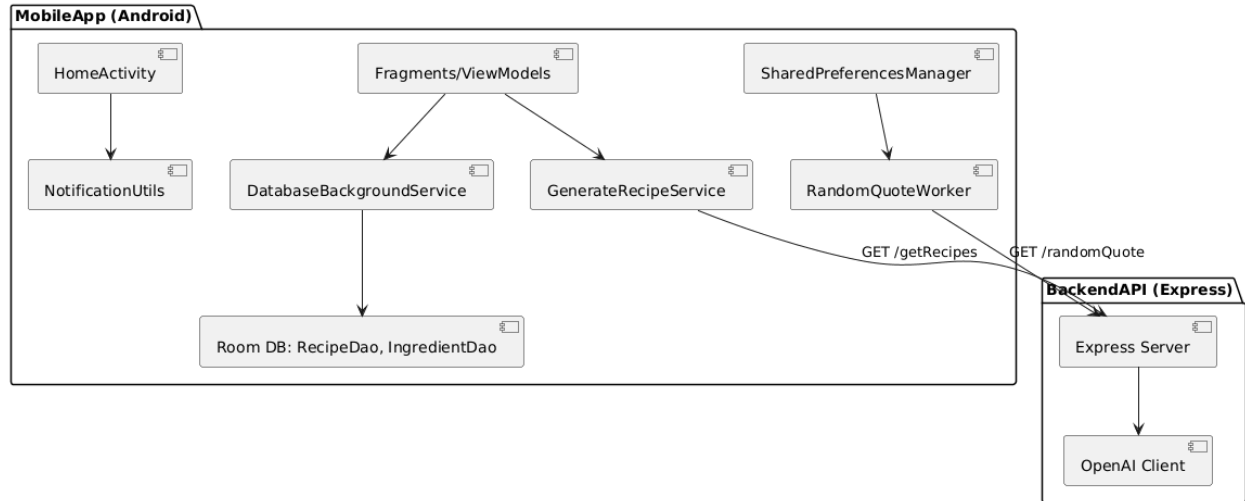 MobileApp (Android)
HomeActivity
Fragments/ViewModels
SharedPreferencesManager
NotificationUtils
DatabaseBackgroundService
GenerateRecipeService
RandomQuoteWorker
GET /getRecipes
GET /randomQuote
BackendAPI (Express)
Room DB: RecipeDao, IngredientDao
Express Server
OpenAI Client